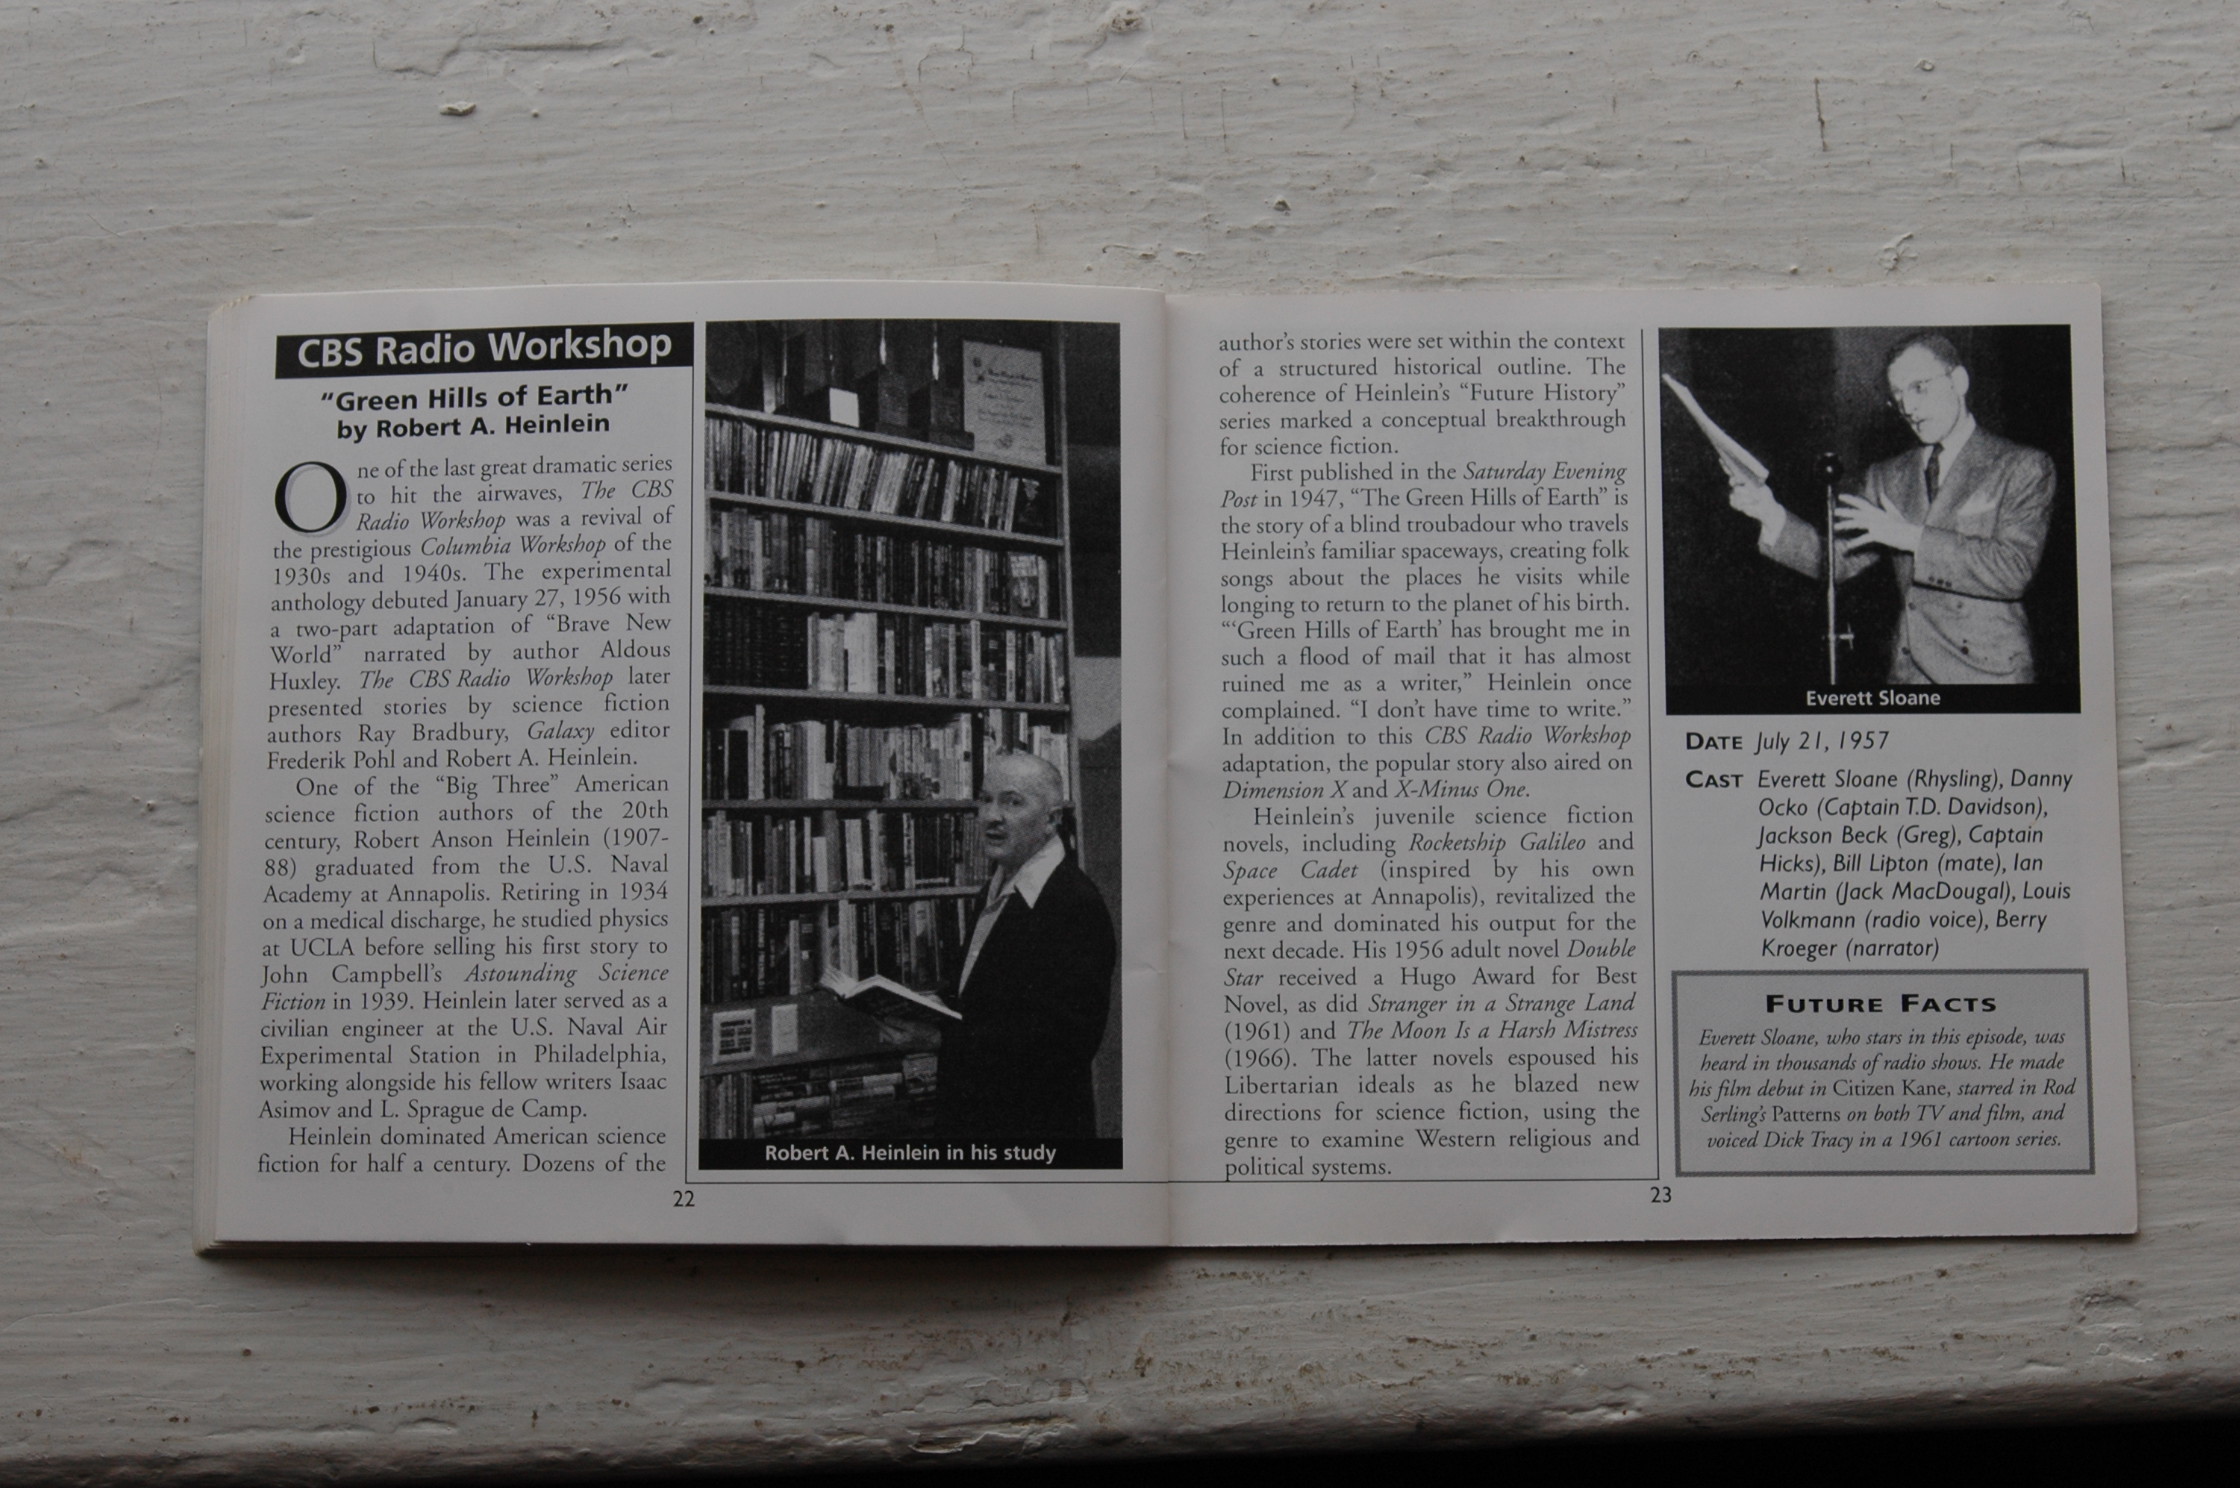 CBS Radio Workshop
“Green Hills of Earth”
by Robert A. Heinlein
One of the last great dramatic series
to hit the airwaves, The CBS
Radio Workshop was a revival of
the prestigious Columbia Workshop of the
1930s and 1940s. The experimental
anthology debuted January 27, 1956 with
a two-part adaptation of “Brave New
World” narrated by author Aldous
Huxley. The CBS Radio Workshop later
presented stories by science fiction
authors Ray Bradbury, Galaxy editor
Frederik Pohl and Robert A. Heinlein.
One of the “Big Three” American
science fiction authors of the 20th
century, Robert Anson Heinlein (1907-
88) graduated from the U.S. Naval
Academy at Annapolis. Retiring in 1934
on a medical discharge, he studied physics
at UCLA before selling his first story to
John Campbell’s Astounding Science
Fiction in 1939. Heinlein later served as a
civilian engineer at the U.S. Naval Air
Experimental Station in Philadelphia,
working alongside his fellow writers Isaac
Asimov and L. Sprague de Camp.
Heinlein dominated American science
fiction for half a century. Dozens of the
Robert A. Heinlein in his study
22
author’s stories were set within the context
of a structured historical outline. The
coherence of Heinlein’s “Future History”
series marked a conceptual breakthrough
for science fiction.
First published in the Saturday Evening
Post in 1947, “The Green Hills of Earth” is
the story of a blind troubadour who travels
Heinlein’s familiar spaceways, creating folk
songs about the places he visits while
longing to return to the planet of his birth.
“‘Green Hills of Earth’ has brought me in
such a flood of mail that it has almost
ruined me as a writer,” Heinlein once
complained. “I don’t have time to write.”
In addition to this CBS Radio Workshop
adaptation, the popular story also aired on
Dimension X and X-Minus One.
Heinlein’s juvenile science fiction
novels, including Rocketship Galileo and
Space Cadet (inspired by his own
experiences at Annapolis), revitalized the
genre and dominated his output for the
next decade. His 1956 adult novel Double
Star received a Hugo Award for Best
Novel, as did Stranger in a Strange Land
(1961) and The Moon Is a Harsh Mistress
(1966). The latter novels espoused his
Libertarian ideals as he blazed new
directions for science fiction, using the
genre to examine Western religious and
political systems.
Everett Sloane
DATE July 21, 1957
CAST Everett Sloane (Rhysling), Danny
Ocko (Captain T.D. Davidson),
Jackson Beck (Greg), Captain
Hicks), Bill Lipton (mate), Ian
Martin (Jack MacDougal), Louis
Volkmann (radio voice), Berry
Kroeger (narrator)
FUTURE FACTS
Everett Sloane, who stars in this episode, was
heard in thousands of radio shows. He made
his film debut in Citizen Kane, starred in Rod
Serling’s Patterns on both TV and film, and
voiced Dick Tracy in a 1961 cartoon series.
23